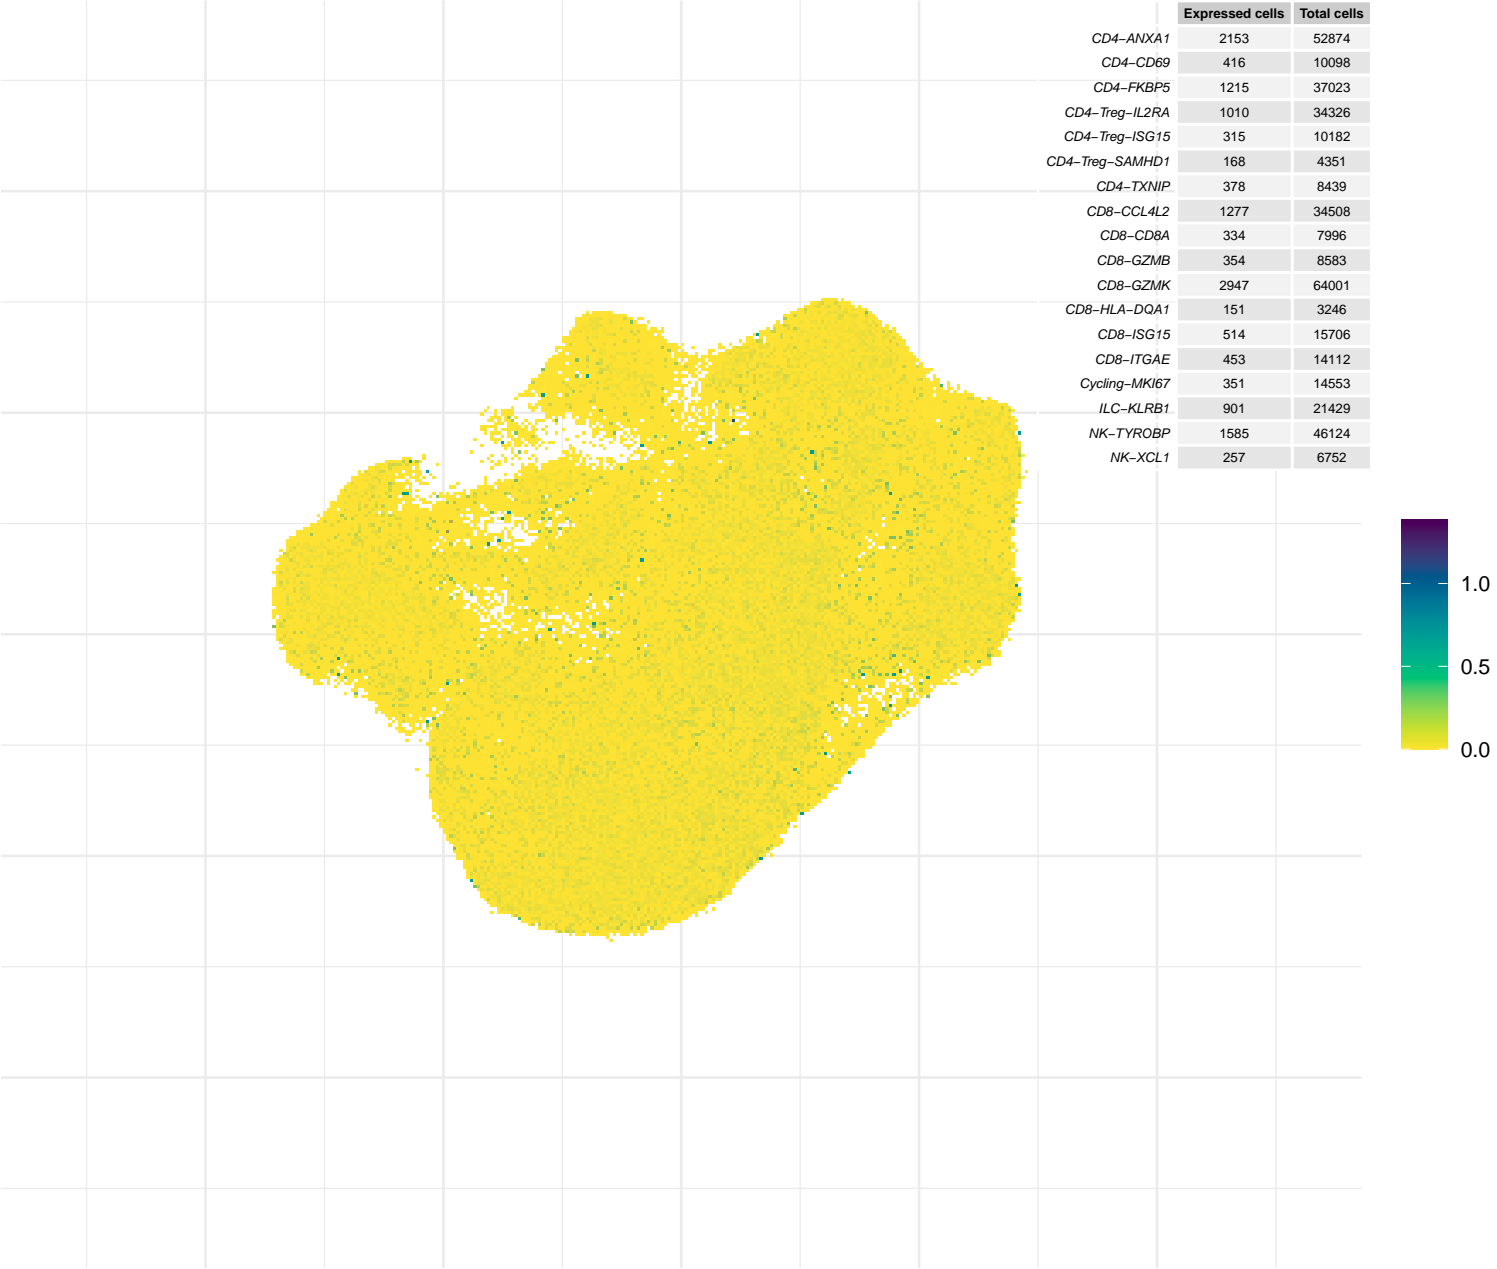 Expressed cells Total cells
CD4−ANXA1 2153 52874
CD4−CD69 416 10098
CD4−FKBP5 1215 37023
CD4−Treg−IL2RA 1010 34326
CD4−Treg−ISG15 315 10182
CD4−Treg−SAMHD1 168 4351
CD4−TXNIP 378 8439
CD8−CCL4L2 1277 34508
CD8−CD8A 334 7996
CD8−GZMB 354 8583
CD8−GZMK 2947 64001
CD8−HLA−DQA1 151 3246
CD8−ISG15 514 15706
CD8−ITGAE 453 14112
Cycling−MKI67 351 14553
ILC−KLRB1 901 21429
NK−TYROBP 1585 46124
NK−XCL1 257 6752
1.0
0.5
0.0